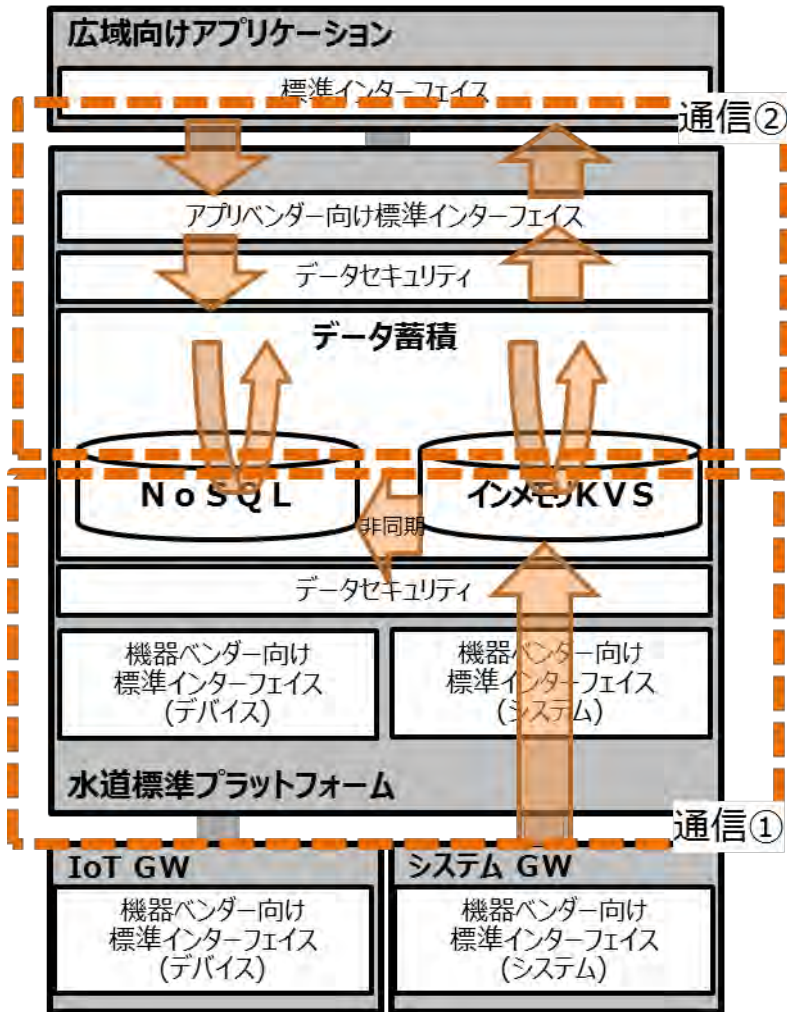 広域向けアプリケーション
標準インターフェイス
通信②
アプリベンダー向け標準インターフェイス
データセキュリティ
データ蓄積
NoSQL
インメモリKVS
非同期
データセキュリティ
機器ベンダー向け
標準インターフェイス
(デバイス)
機器ベンダー向け
標準インターフェイス
(システム)
水道標準プラットフォーム
通信①
IoT GW
機器ベンダー向け
標準インターフェイス
(デバイス)
システム GW
機器ベンダー向け
標準インターフェイス
(システム)